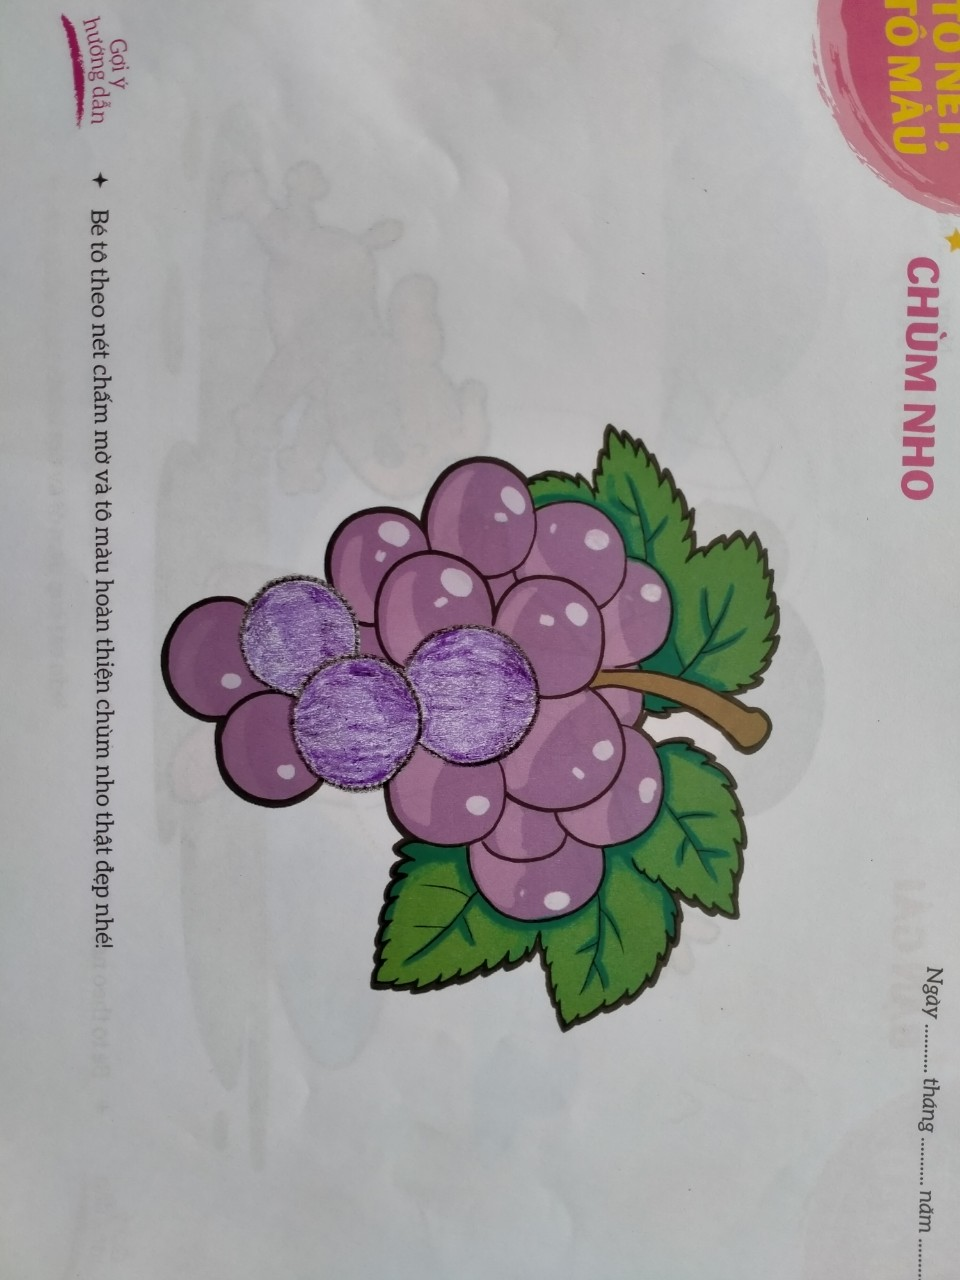 TÔ NÉT,
TÔ MÀU
CHÙM NHO
Ngày .......... tháng .......... năm ..........
Gợi ý
hướng dẫn
Bé tô theo nét chấm mờ và tô màu hoàn thiện chùm nho thật đẹp nhé!